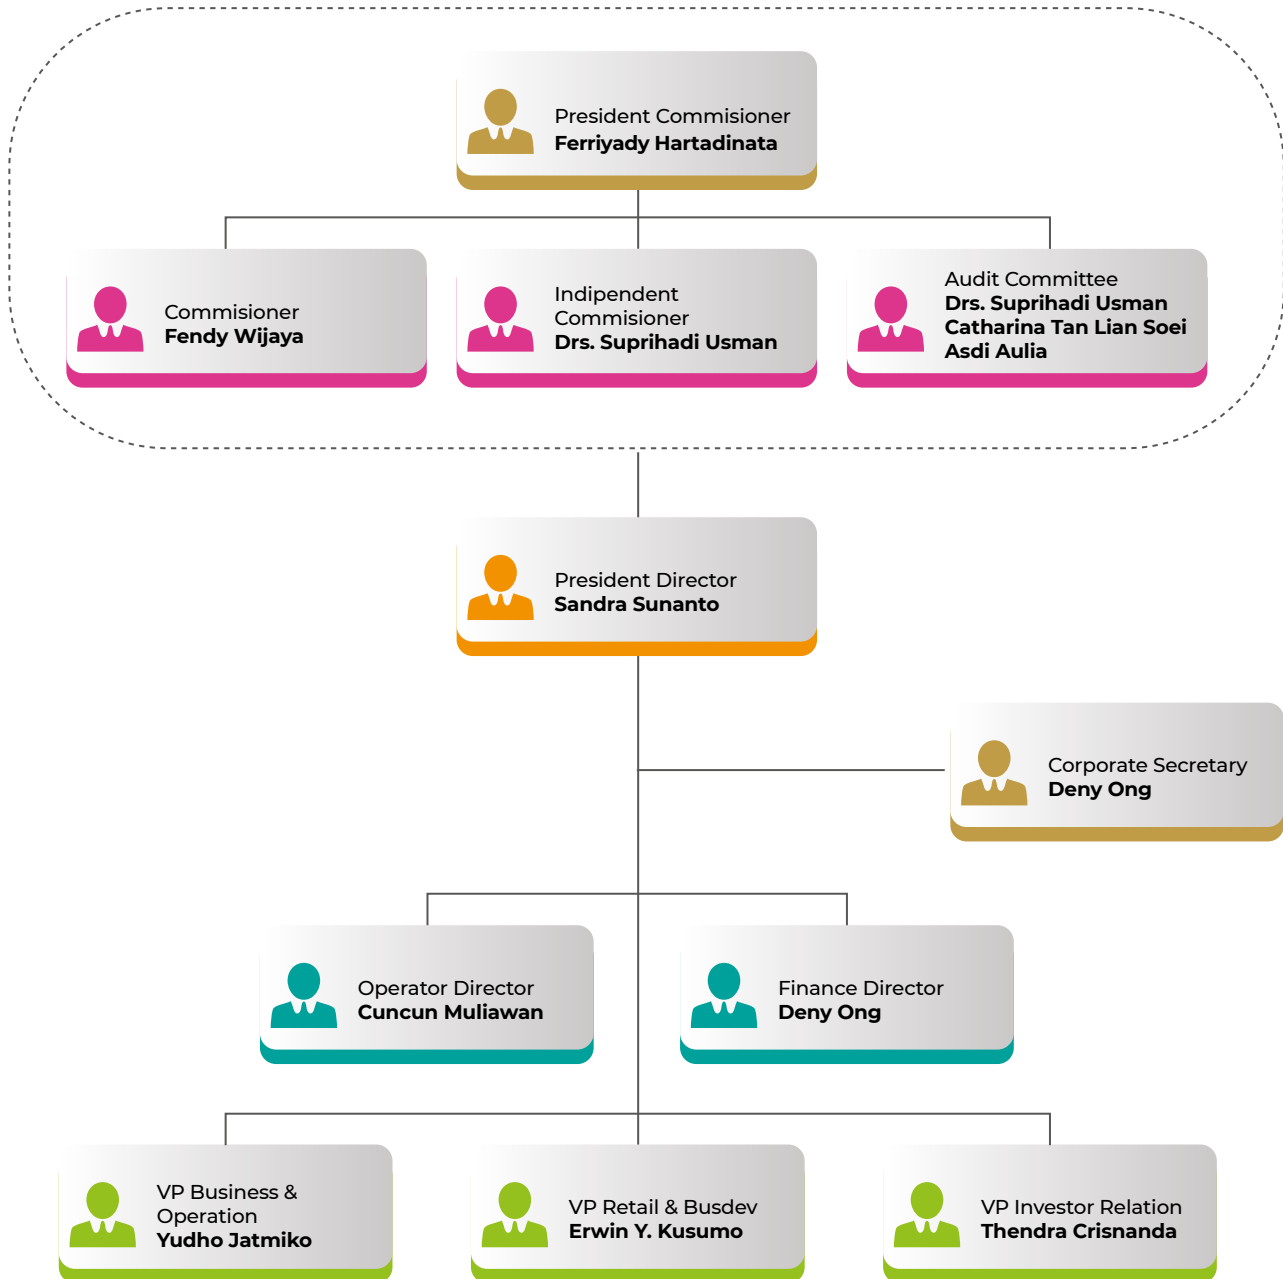 President Commisioner
Ferriyady Hartadinata
Commisioner
Fendy Wijaya
Indipendent
Commisioner
Drs. Suprihadi Usman
Audit Committee
Drs. Suprihadi Usman
Catharina Tan Lian Soei
Asdi Aulia
President Director
Sandra Sunanto
Corporate Secretary
Deny Ong
Operator Director
Cuncun Muliawan
Finance Director
Deny Ong
VP Business &
Operation
Yudho Jatmiko
VP Retail & Busdev
Erwin Y. Kusumo
VP Investor Relation
Thendra Crisnanda